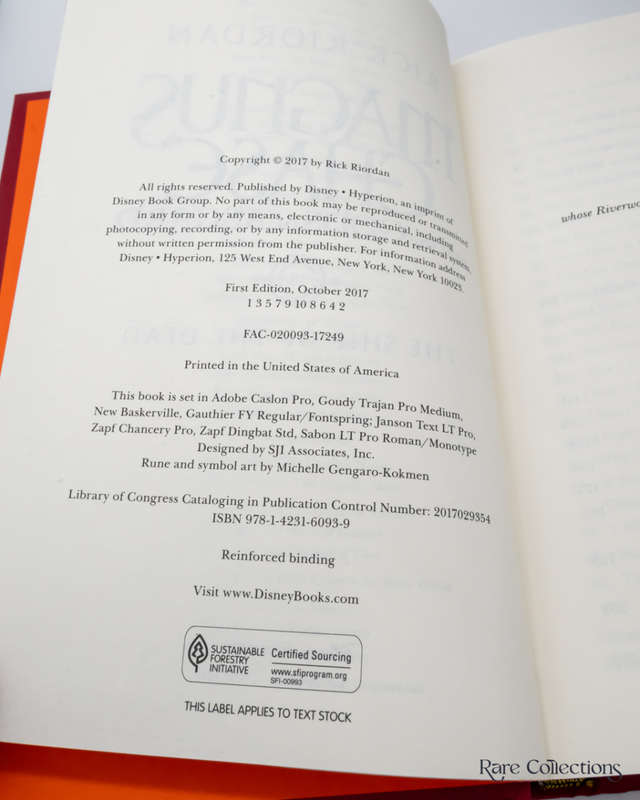 Copyright © 2017 by Rick Riordan
All rights reserved. Published by Disney • Hyperion, an imprint of
Disney Book Group. No part of this book may be reproduced or transmitted
in any form or by any means, electronic or mechanical, including
photocopying, recording, or by any information storage and retrieval system,
without written permission from the publisher. For information address
Disney • Hyperion, 125 West End Avenue, New York, New York 10023.
First Edition, October 2017
1 3 5 7 9 10 8 6 4 2
FAC-020093-17249
Printed in the United States of America
This book is set in Adobe Caslon Pro, Goudy Trajan Pro Medium,
New Baskerville, Gauthier FY Regular/Fontspring; Janson Text LT Pro,
Zapf Chancery Pro, Zapf Dingbat Std, Sabon LT Pro Roman/Monotype
Designed by SJI Associates, Inc.
Rune and symbol art by Michelle Gengaro-Kokmen
Library of Congress Cataloging in Publication Control Number: 2017029354
ISBN 978-1-4231-6093-9
Reinforced binding
Visit www.DisneyBooks.com
SUSTAINABLE
FORESTRY
INITIATIVE
Certified Sourcing
www.sfiprogram.org
SFI-00993
THIS LABEL APPLIES TO TEXT STOCK
whose
Rare Collections